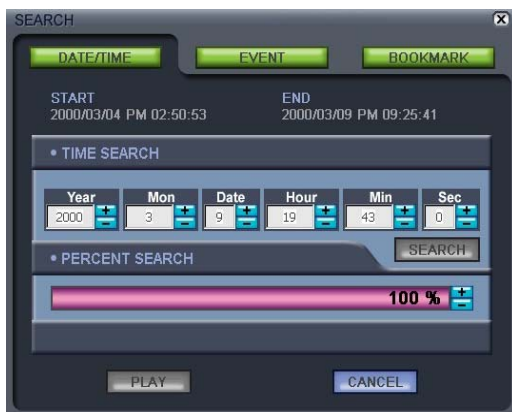 SEARCH
DATE/TIME EVENT BOOKMARK
START END
2000/03/04 PM 02:50:53 2000/03/09 PM 09:25:41
• TIME SEARCH
Year Mon Date Hour Min Sec
2000 3 9 19 43 0
SEARCH
• PERCENT SEARCH
100 %
PLAY CANCEL